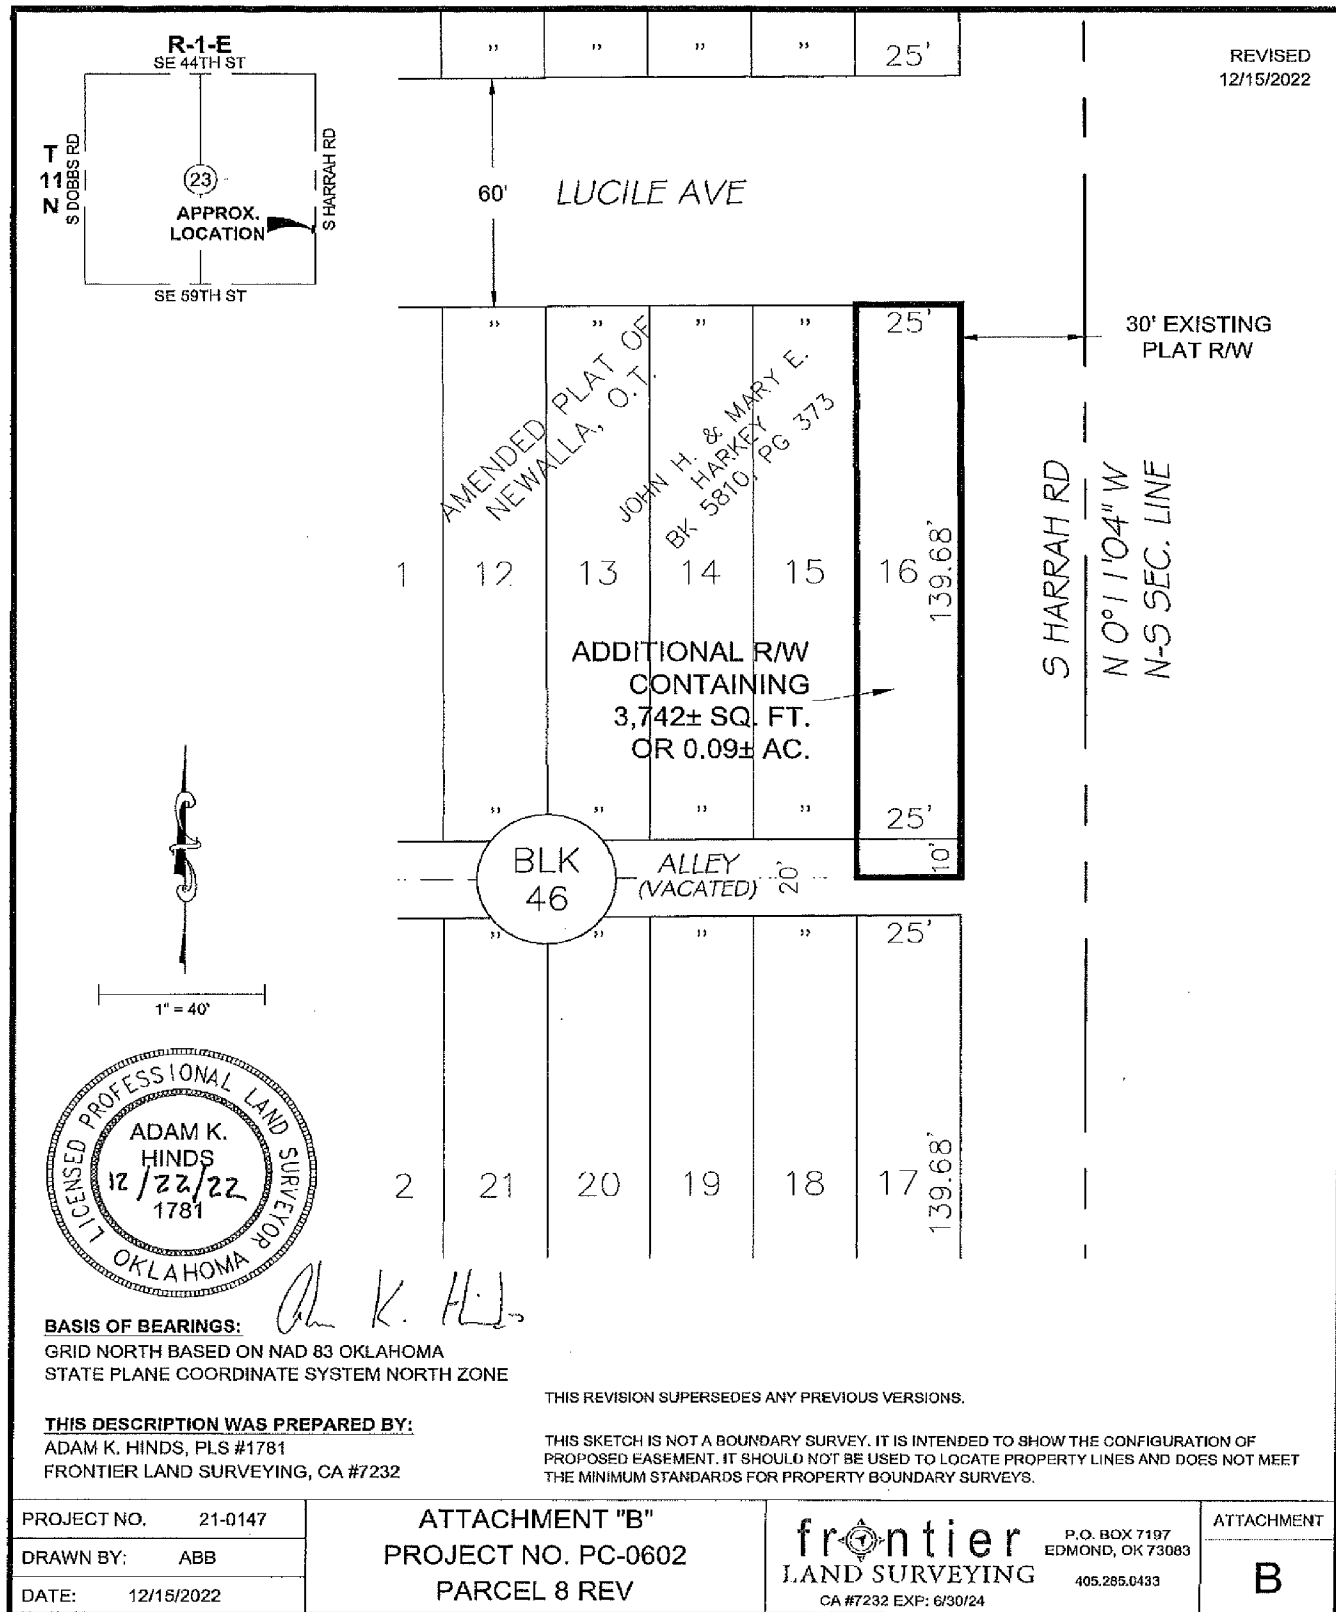 R-1-E
SE 44TH ST
T
11
N
S DOBBS RD
23
S HARRAH RD
APPROX.
LOCATION
SE 59TH ST
" " " " 25'
REVISED
12/15/2022
60'
LUCILE AVE
" " " " 25'
30' EXISTING
PLAT R/W
AMENDED PLAT OF
NEWALLA, O.T.
JOHN H. & MARY E.
HARKEY
BK 5810, PG 373
1 12 13 14 15 16
139.68'
S HARRAH RD
N 0°11'04" W
N-S SEC. LINE
ADDITIONAL R/W
CONTAINING
3,742± SQ. FT.
OR 0.09± AC.
" " " " 25'
BLK
46
ALLEY
(VACATED)
20'
10'
" " " " 25'
1" = 40'
2 21 20 19 18 17
139.68'
LICENSED PROFESSIONAL LAND SURVEYOR
OKLAHOMA
ADAM K.
HINDS
12/22/22
1781
BASIS OF BEARINGS:
GRID NORTH BASED ON NAD 83 OKLAHOMA
STATE PLANE COORDINATE SYSTEM NORTH ZONE
THIS DESCRIPTION WAS PREPARED BY:
ADAM K. HINDS, PLS #1781
FRONTIER LAND SURVEYING, CA #7232
THIS REVISION SUPERSEDES ANY PREVIOUS VERSIONS.
THIS SKETCH IS NOT A BOUNDARY SURVEY. IT IS INTENDED TO SHOW THE CONFIGURATION OF
PROPOSED EASEMENT. IT SHOULD NOT BE USED TO LOCATE PROPERTY LINES AND DOES NOT MEET
THE MINIMUM STANDARDS FOR PROPERTY BOUNDARY SURVEYS.
PROJECT NO. 21-0147
DRAWN BY: ABB
DATE: 12/15/2022
ATTACHMENT "B"
PROJECT NO. PC-0602
PARCEL 8 REV
frontier
LAND SURVEYING
CA #7232 EXP: 6/30/24
P.O. BOX 7197
EDMOND, OK 73083
405.285.0433
ATTACHMENT
B